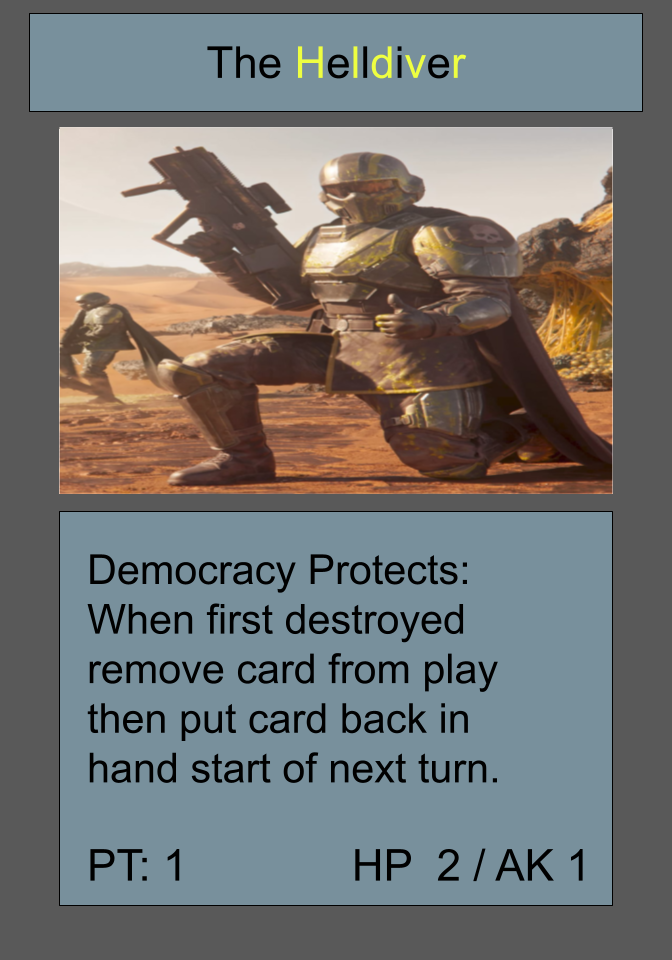 The Helldiver
Democracy Protects:
When first destroyed
remove card from play
then put card back in
hand start of next turn.
PT: 1 HP 2 / AK 1